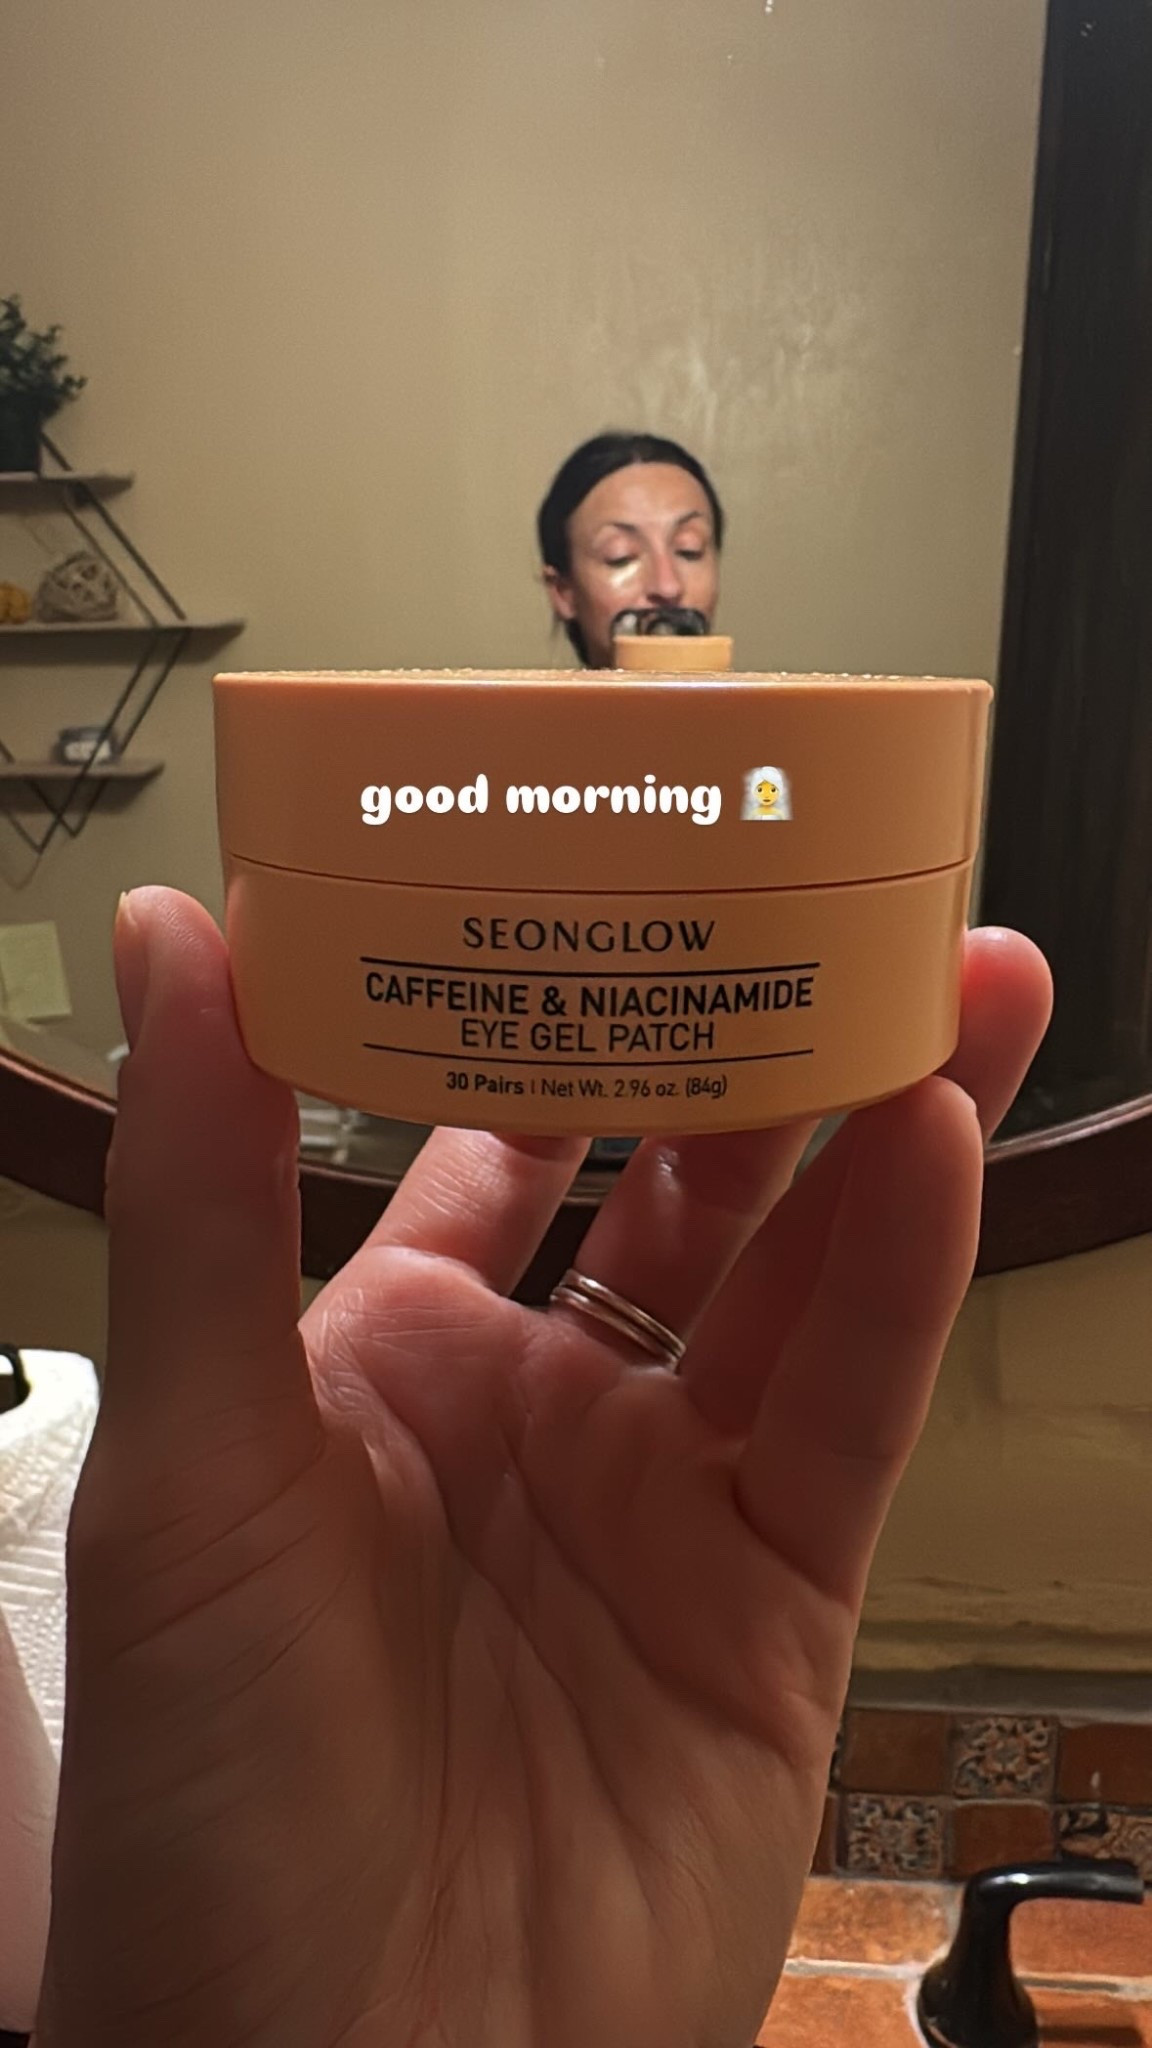 good morning 👰
SEONGLOW
CAFFEINE & NIACINAMIDE
EYE GEL PATCH
30 Pairs | Net Wt. 2.96 oz. (84g)